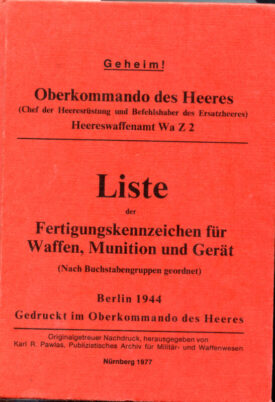 Geheim!
Oberkommando des Heeres
(Chef der Heeresrüstung und Befehlshaber des Ersatzheeres)
Heereswaffenamt Wa Z 2
Liste
der
Fertigungskennzeichen für
Waffen, Munition und Gerät
(Nach Buchstabengruppen geordnet)
Berlin 1944
Gedruckt im Oberkommando des Heeres
Originalgetreuer Nachdruck, herausgegeben von
Karl R. Pawlas, Publizistisches Archiv für Militär- und Waffenwesen
Nürnberg 1977